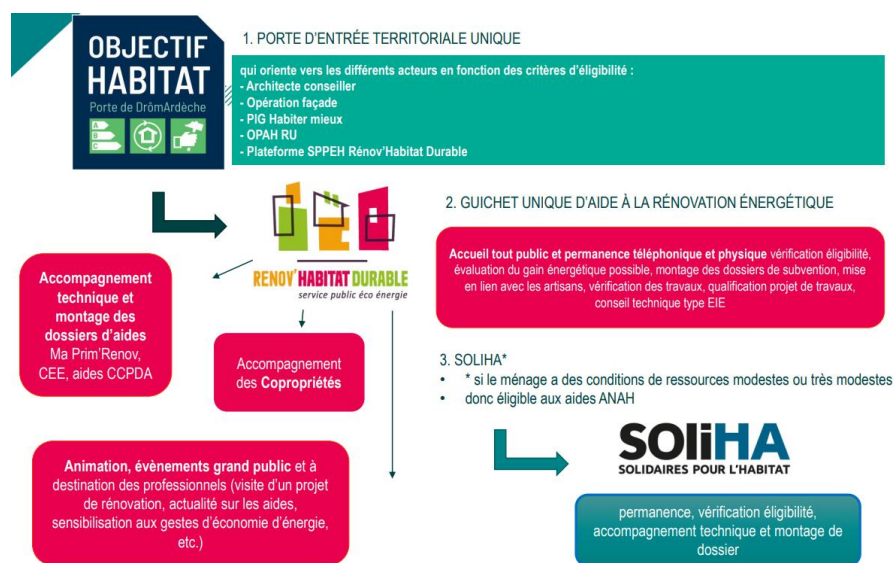 OBJECTIF
HABITAT
Porte de DrômArdèche
A
B
C
1. PORTE D'ENTRÉE TERRITORIALE UNIQUE
qui oriente vers les différents acteurs en fonction des critères d'éligibilité :
- Architecte conseiller
- Opération façade
- PIG Habiter mieux
- OPAH RU
- Plateforme SPPEH Rénov'Habitat Durable
RENOV'HABITAT DURABLE
service public éco énergie
2. GUICHET UNIQUE D'AIDE À LA RÉNOVATION ÉNERGÉTIQUE
Accueil tout public et permanence téléphonique et physique vérification éligibilité,
évaluation du gain énergétique possible, montage des dossiers de subvention, mise
en lien avec les artisans, vérification des travaux, qualification projet de travaux,
conseil technique type EIE
Accompagnement
technique et
montage des
dossiers d'aides
Ma Prim'Renov,
CEE, aides CCPDA
Accompagnement
des Copropriétés
Animation, évènements grand public et à
destination des professionnels (visite d'un projet
de rénovation, actualité sur les aides,
sensibilisation aux gestes d'économie d'énergie,
etc.)
3. SOLIHA*
• * si le ménage a des conditions de ressources modestes ou très modestes
• donc éligible aux aides ANAH
SOliHA
SOLIDAIRES POUR L'HABITAT
permanence, vérification éligibilité,
accompagnement technique et montage de
dossier